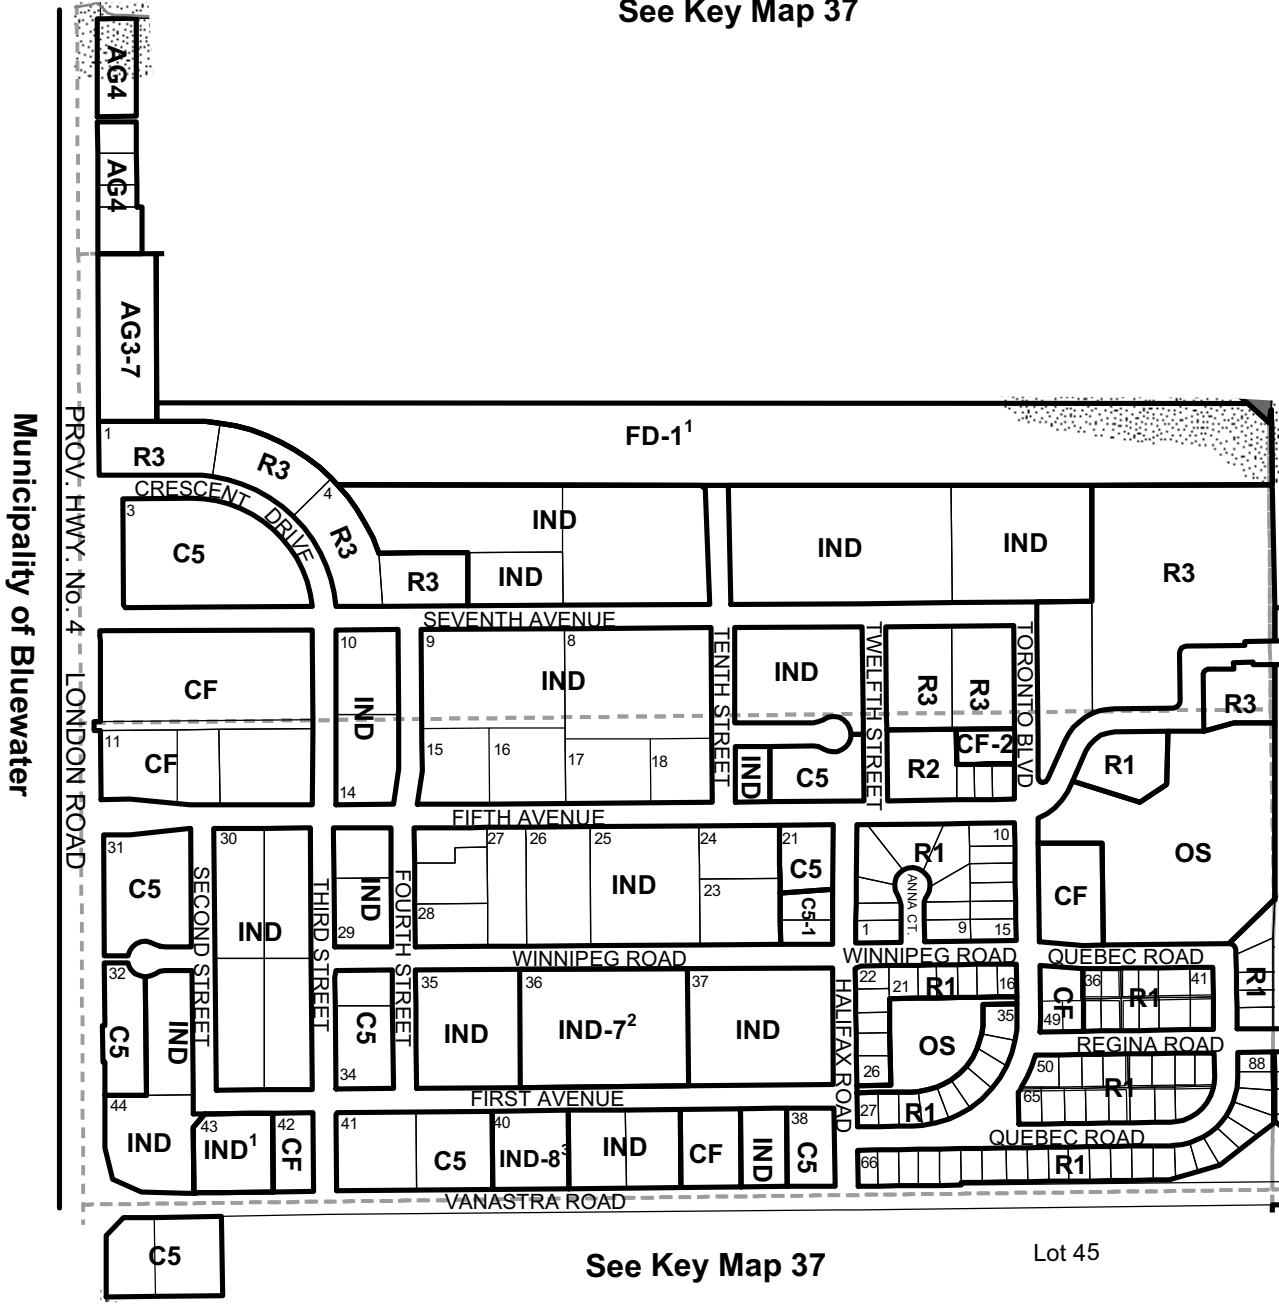 See Key Map 37
AG4
AG4
AG3-7
Municipality of Bluewater
PROV. HWY. No. 4
LONDON ROAD
FD-1¹
1
R3
R3
4
R3
CRESCENT DRIVE
3
C5
R3
IND
IND
IND
IND
R3
SEVENTH AVENUE
CF
11
CF
10
IND
14
9
8
IND
15
16
17
18
TENTH STREET
IND
IND
C5
TWELFTH STREET
R3
R3
CF-2
R2
TORONTO BLVD
R3
R1
OS
CF
FIFTH AVENUE
31
C5
SECOND STREET
30
IND
THIRD STREET
IND
29
FOURTH STREET
27
26
25
24
IND
23
28
21
C5
C5-1
R1
10
ANNA CT.
1
9
15
WINNIPEG ROAD
WINNIPEG ROAD
QUEBEC ROAD
32
C5
IND
C5
34
35
IND
36
IND-7²
37
IND
HALIFAX ROAD
22
21
R1
16
35
OS
26
27
R1
CF
49
36
R1
41
R1
REGINA ROAD
50
R1
65
88
FIRST AVENUE
44
IND
43
IND¹
42
CF
41
C5
40
IND-8³
IND
CF
IND
38
C5
QUEBEC ROAD
66
R1
VANASTRA ROAD
C5
See Key Map 37
Lot 45